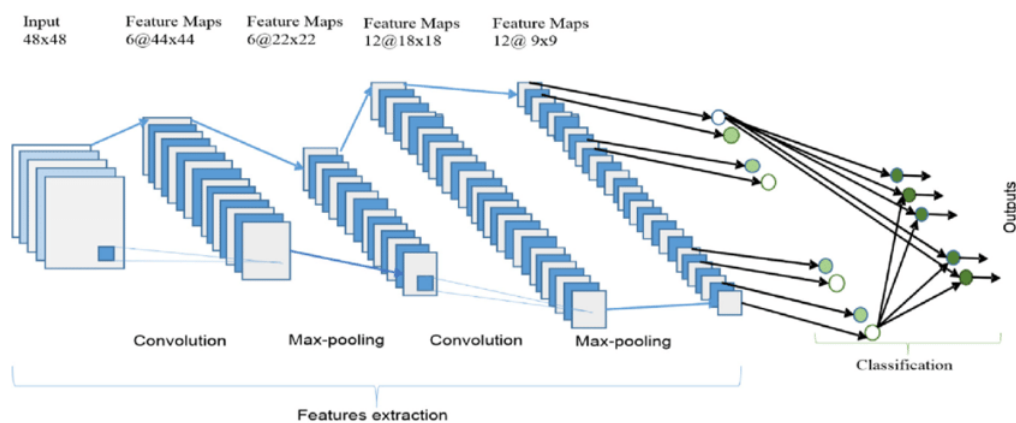 Input
48x48
Feature Maps
6@44x44
Feature Maps
6@22x22
Feature Maps
12@18x18
Feature Maps
12@ 9x9
Outputs
Convolution
Max-pooling
Convolution
Max-pooling
Classification
Features extraction